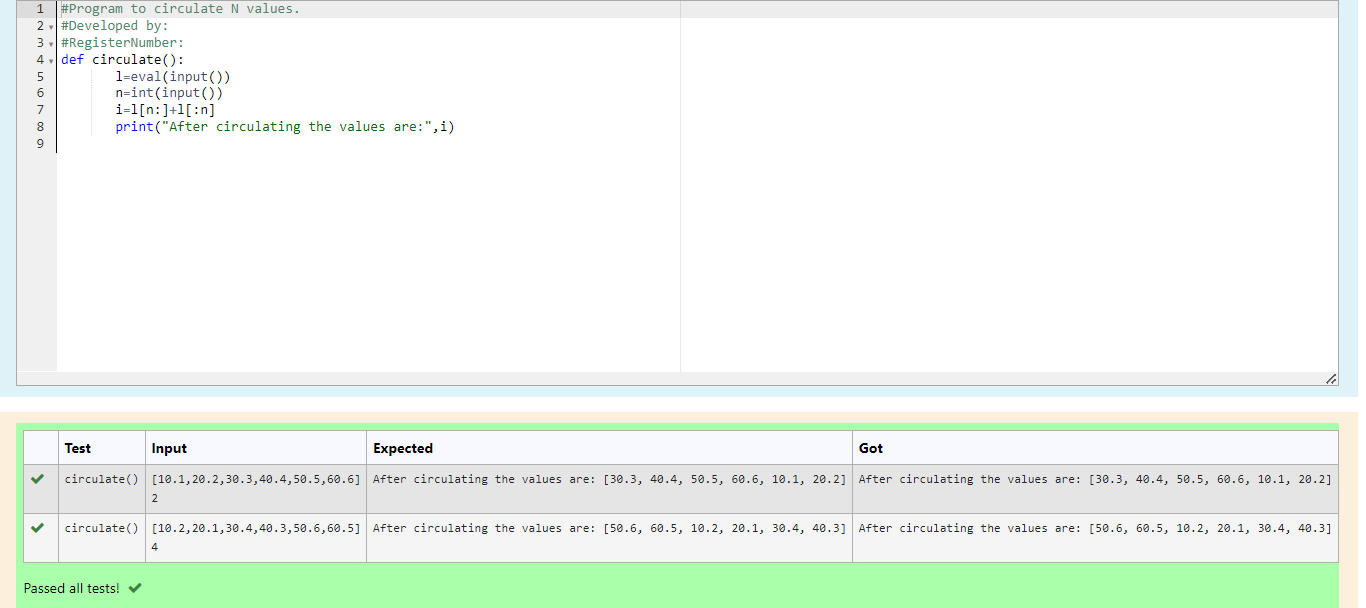 1 #Program to circulate N values.
2 #Developed by:
3 #RegisterNumber:
4 def circulate():
5 l=eval(input())
6 n=int(input())
7 i=l[n:]+l[:n]
8 print("After circulating the values are:",i)
9
Test Input Expected Got
circulate() [10.1,20.2,30.3,40.4,50.5,60.6] After circulating the values are: [30.3, 40.4, 50.5, 60.6, 10.1, 20.2] After circulating the values are: [30.3, 40.4, 50.5, 60.6, 10.1, 20.2]
2
circulate() [10.2,20.1,30.4,40.3,50.6,60.5] After circulating the values are: [50.6, 60.5, 10.2, 20.1, 30.4, 40.3] After circulating the values are: [50.6, 60.5, 10.2, 20.1, 30.4, 40.3]
4
Passed all tests!